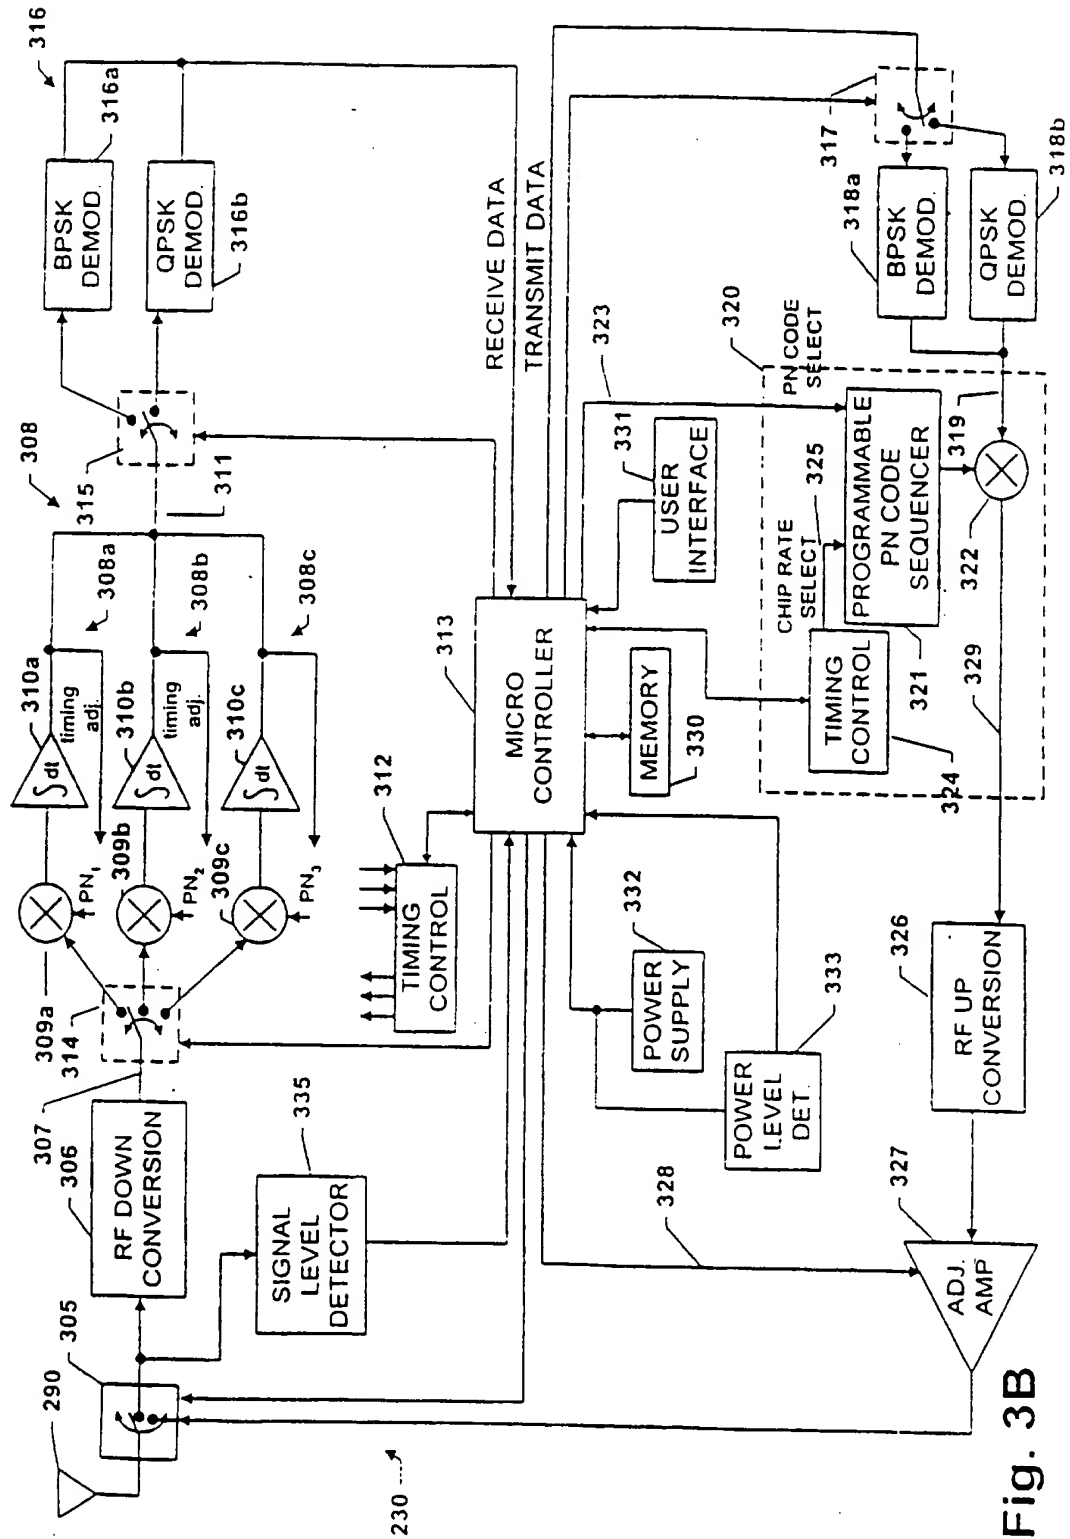 290
305
306
RF DOWN
CONVERSION
307
314
309a
309b
309c
PN1
PN2
PN3
310a
310b
310c
∫dt
∫dt
∫dt
timing
adj.
timing
adj.
308a
308b
308c
308
311
315
BPSK
DEMOD.
316a
316
QPSK
DEMOD.
316b
335
SIGNAL
LEVEL
DETECTOR
312
TIMING
CONTROL
313
MICRO
CONTROLLER
RECEIVE DATA
TRANSMIT DATA
230
328
POWER
SUPPLY
332
POWER
LEVEL
DET.
333
MEMORY
330
USER
INTERFACE
331
323
317
320
PN CODE
SELECT
CHIP RATE
SELECT
325
TIMING
CONTROL
324
PROGRAMMABLE
PN CODE
SEQUENCER
321
318a
BPSK
DEMOD.
QPSK
DEMOD.
318b
319
322
329
326
RF UP
CONVERSION
327
ADJ.
AMP
Fig. 3B